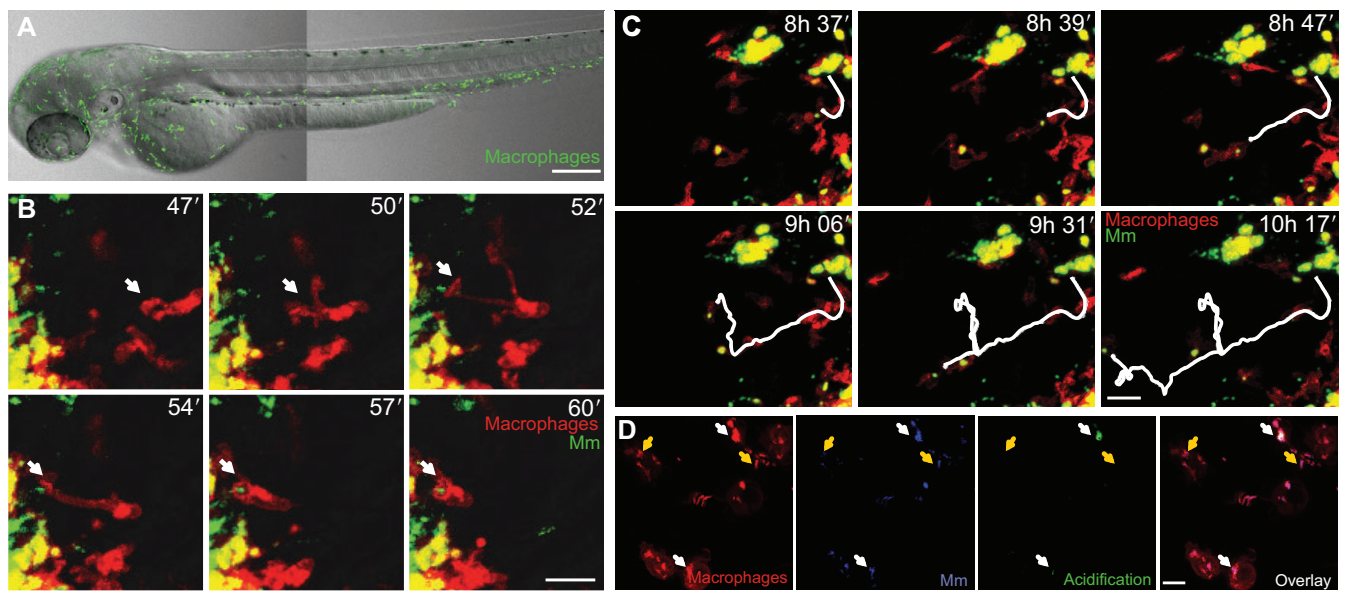 A
Macrophages
B
47′
50′
52′
54′
57′
60′
Macrophages
Mm
C
8h 37′
8h 39′
8h 47′
9h 06′
9h 31′
10h 17′
Macrophages
Mm
D
Macrophages
Mm
Acidification
Overlay